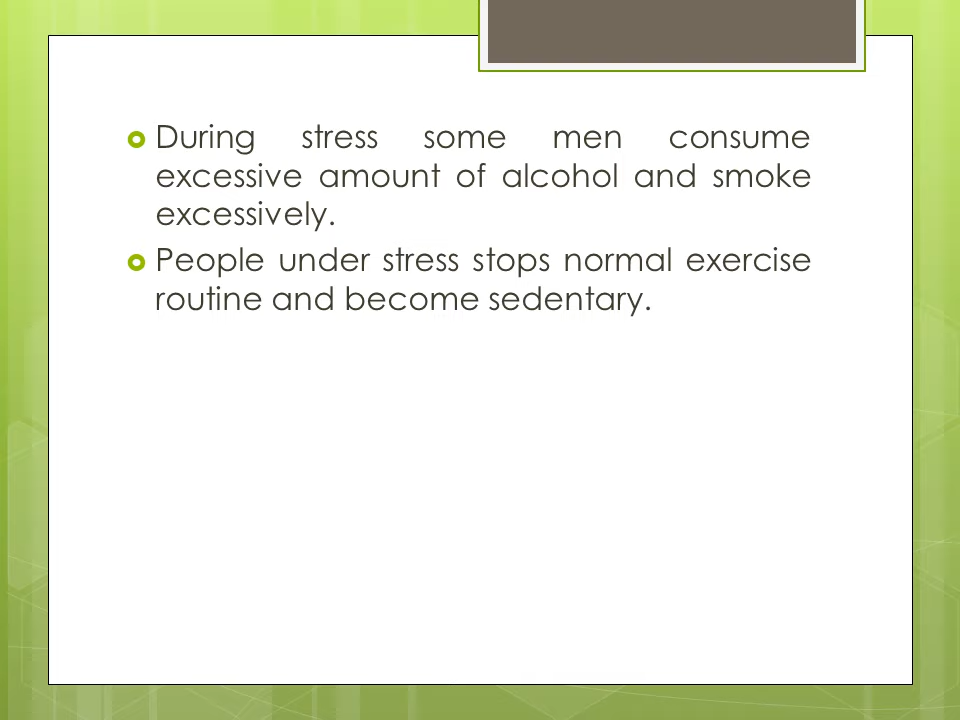 During stress some men consume
excessive amount of alcohol and smoke
excessively.
People under stress stops normal exercise
routine and become sedentary.